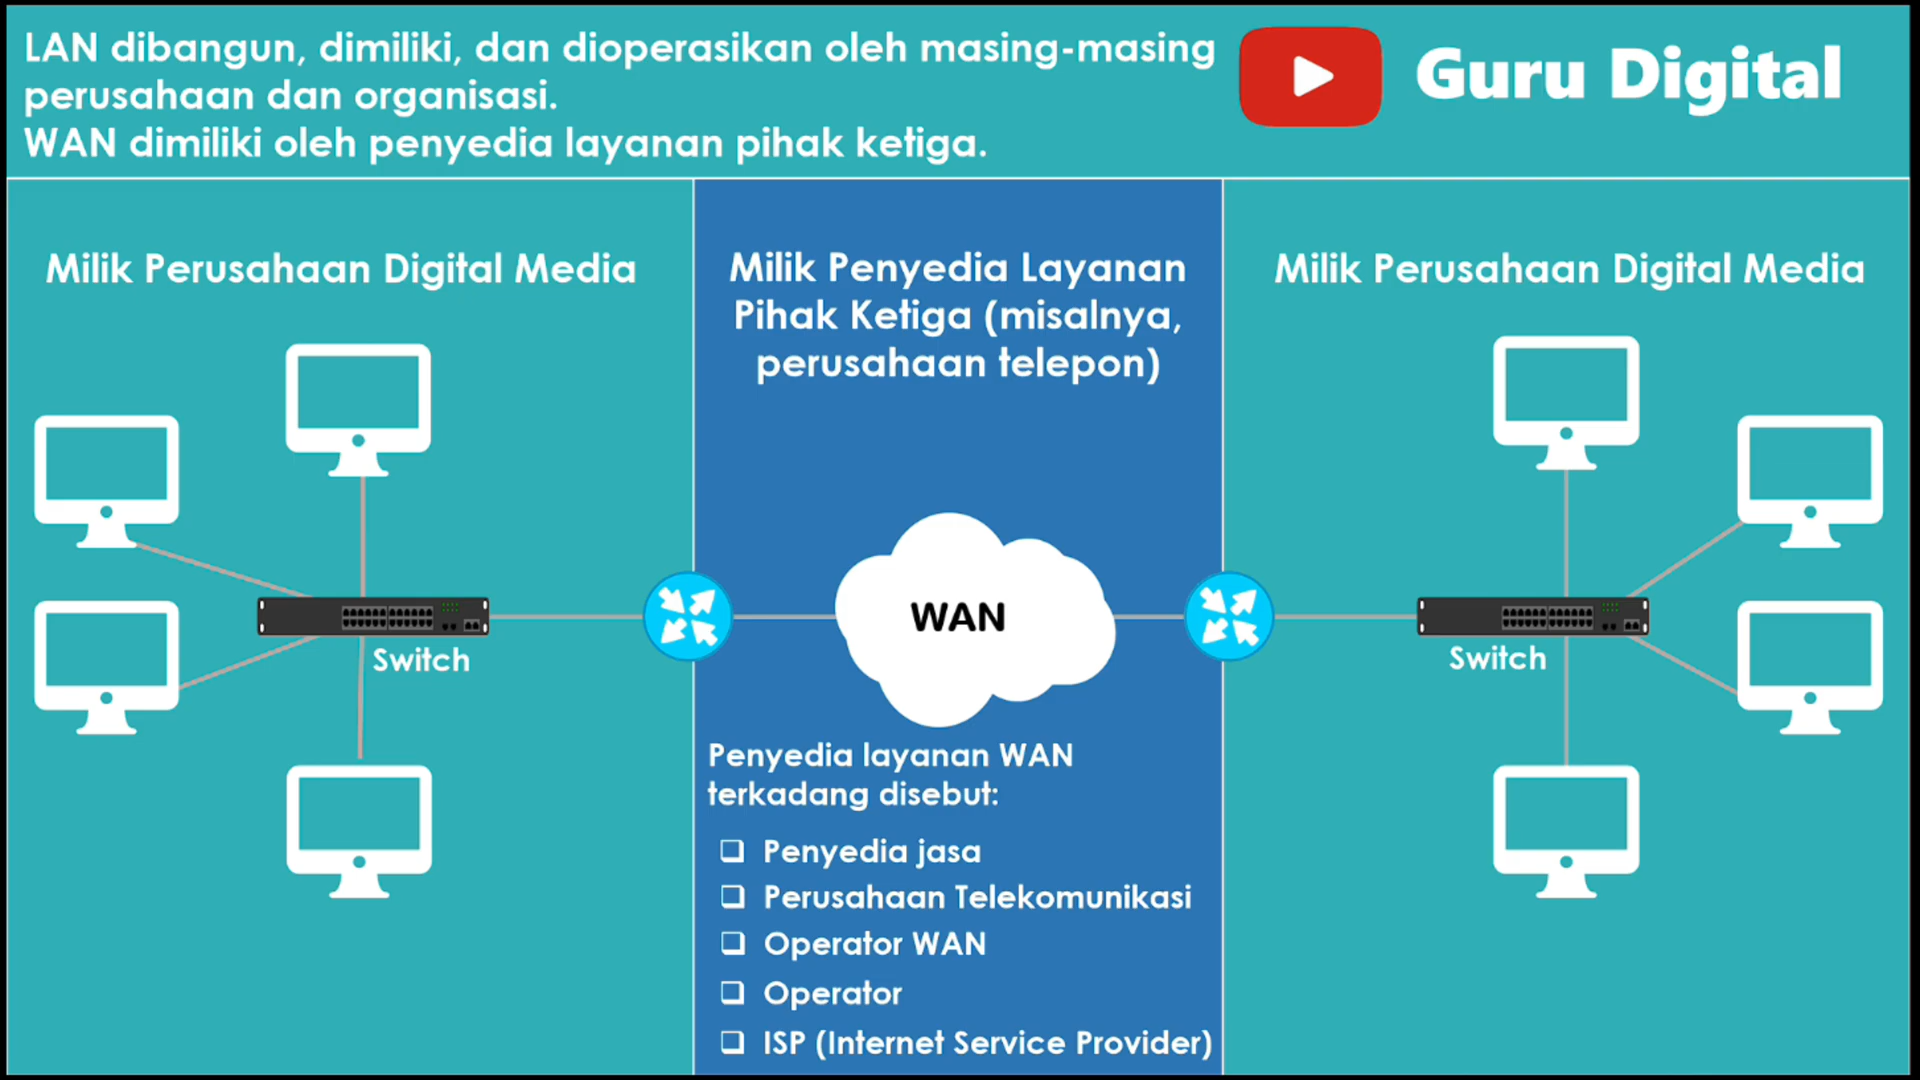 LAN dibangun, dimiliki, dan dioperasikan oleh masing-masing
perusahaan dan organisasi.
WAN dimiliki oleh penyedia layanan pihak ketiga.
Guru Digital
Milik Perusahaan Digital Media
Milik Penyedia Layanan
Pihak Ketiga (misalnya,
perusahaan telepon)
Milik Perusahaan Digital Media
Switch
WAN
Switch
Penyedia layanan WAN
terkadang disebut:
❑ Penyedia jasa
❑ Perusahaan Telekomunikasi
❑ Operator WAN
❑ Operator
❑ ISP (Internet Service Provider)